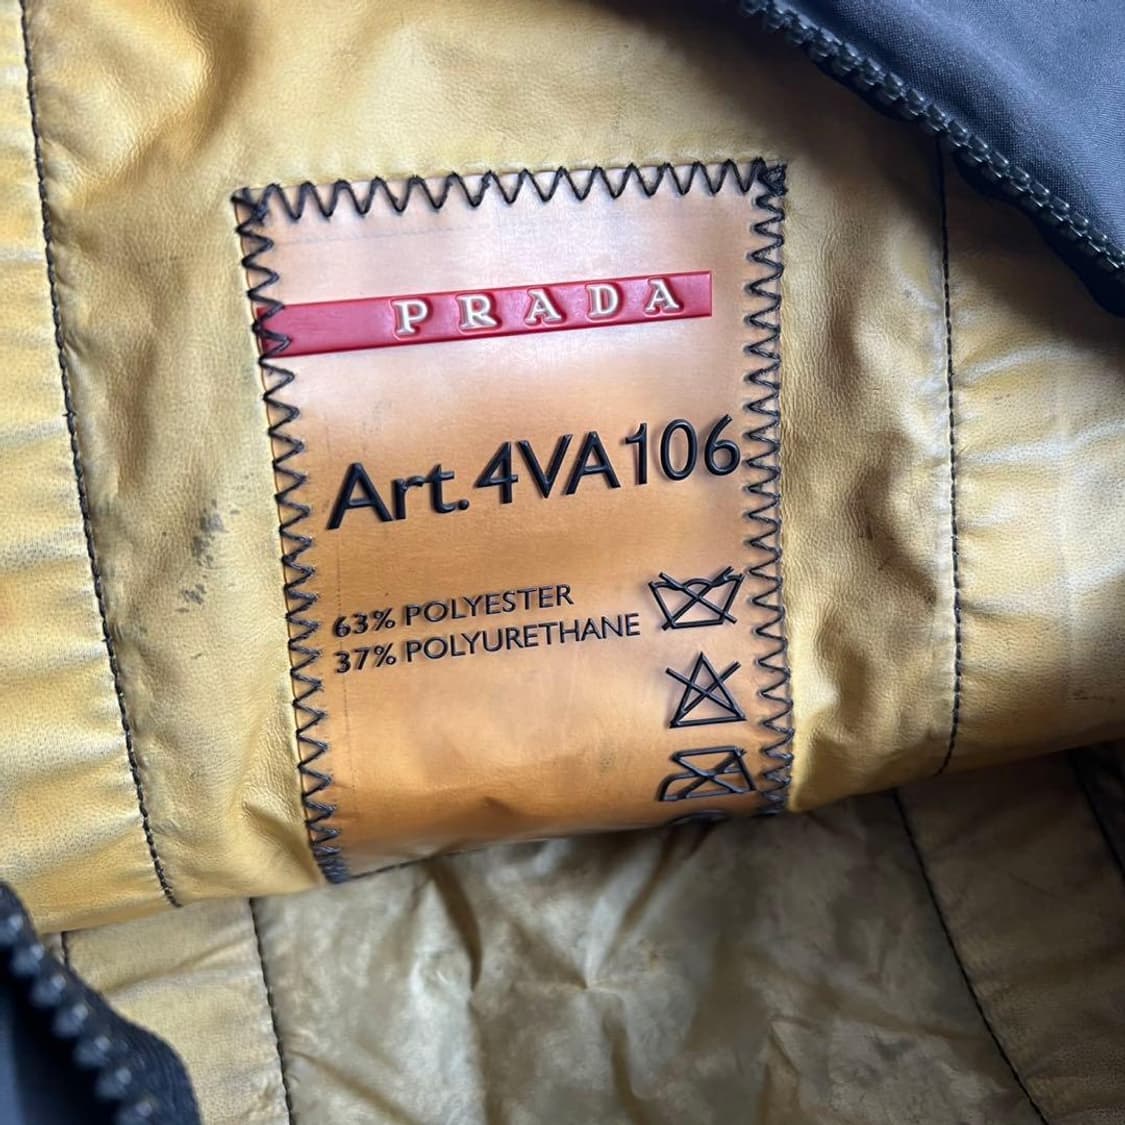 PRADA
Art.4VA106
63% POLYESTER
37% POLYURETHANE